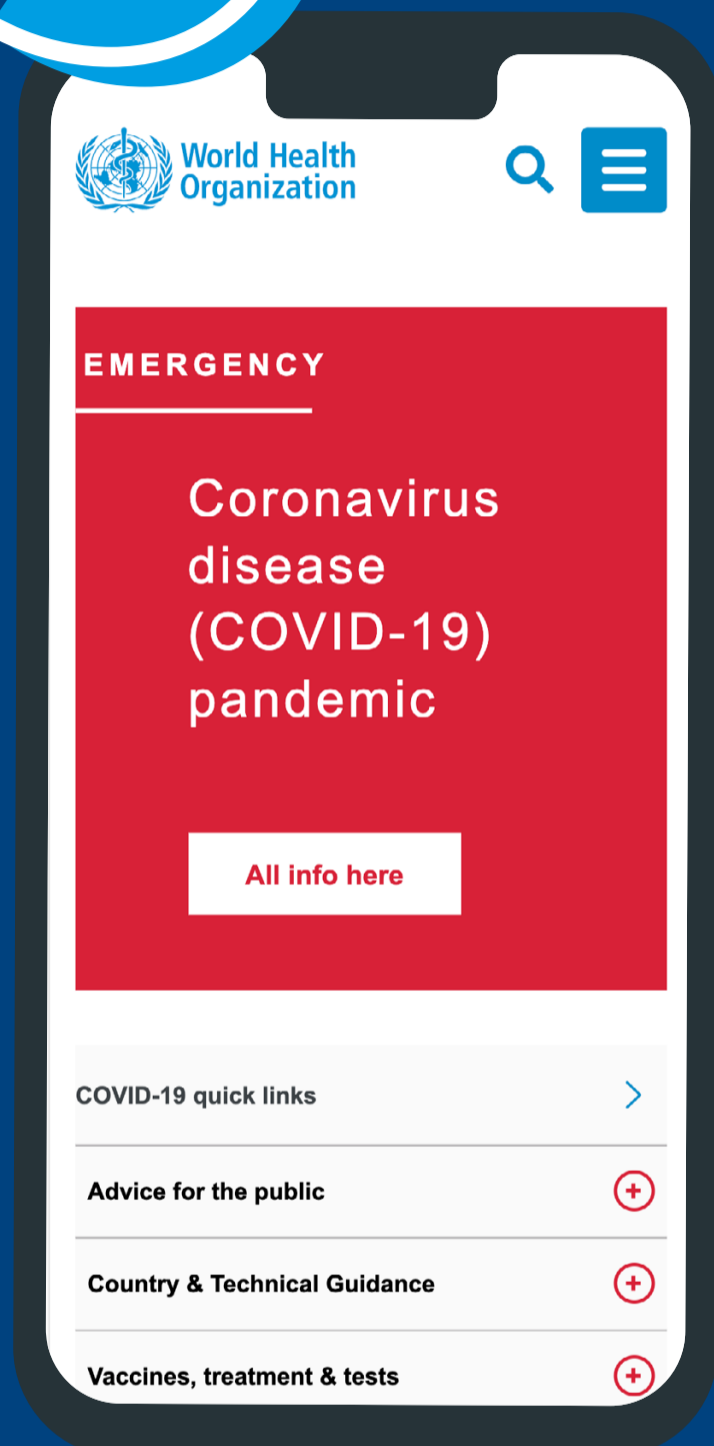 World Health
Organization
EMERGENCY
Coronavirus
disease
(COVID-19)
pandemic
All info here
COVID-19 quick links
Advice for the public
Country & Technical Guidance
Vaccines, treatment & tests